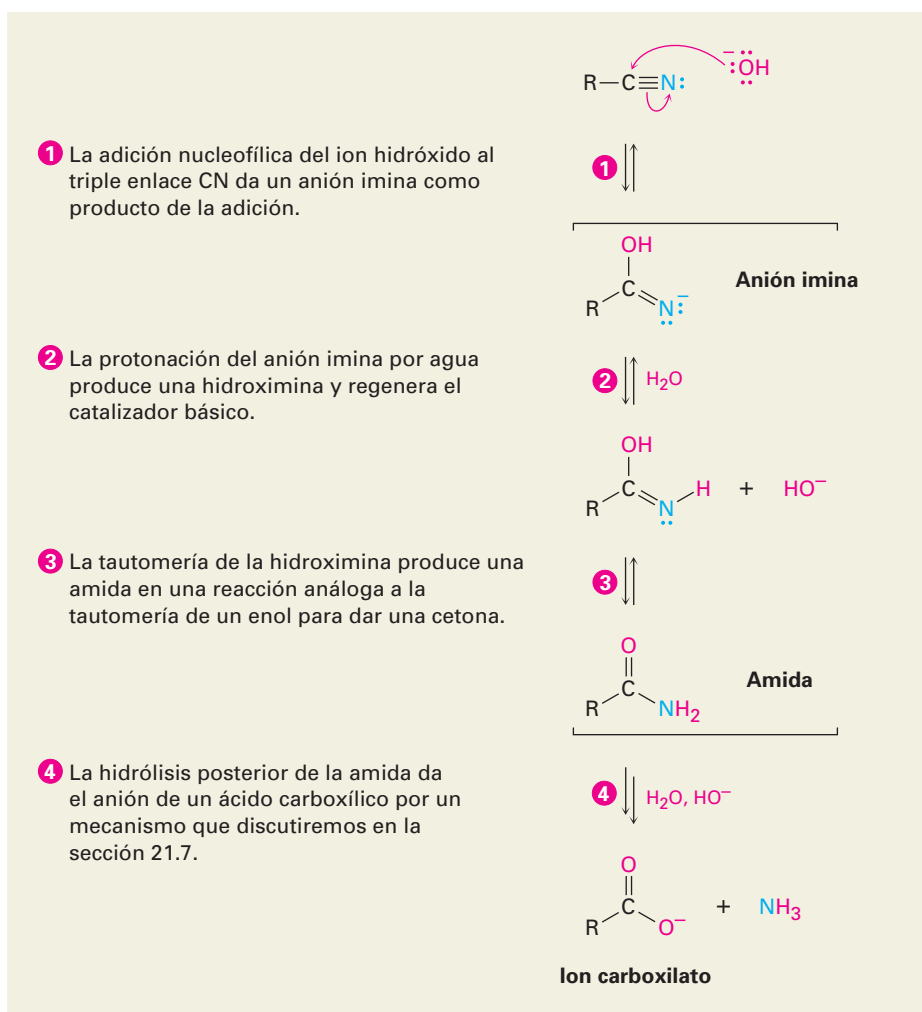 − :ÖH
R—C≡N:
1 La adición nucleofílica del ion hidróxido al
triple enlace CN da un anión imina como
producto de la adición.
1
OH
R C N:−
Anión imina
2 La protonación del anión imina por agua
produce una hidroximina y regenera el
catalizador básico.
2 H₂O
OH
R C N H + HO⁻
3 La tautomería de la hidroximina produce una
amida en una reacción análoga a la
tautomería de un enol para dar una cetona.
3
O
R C NH₂
Amida
4 La hidrólisis posterior de la amida da
el anión de un ácido carboxílico por un
mecanismo que discutiremos en la
sección 21.7.
4 H₂O, HO⁻
O
R C O⁻ + NH₃
Ion carboxilato